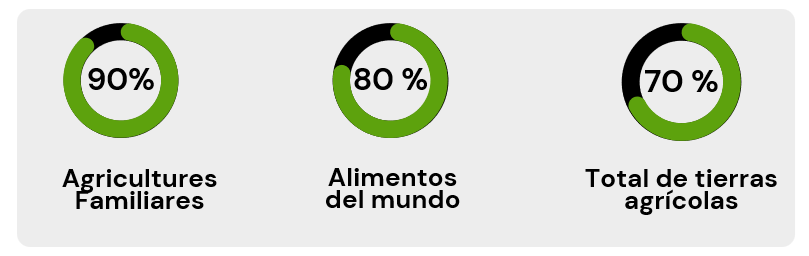 90%
80 %
70 %
Agricultures
Familiares
Alimentos
del mundo
Total de tierras
agrícolas